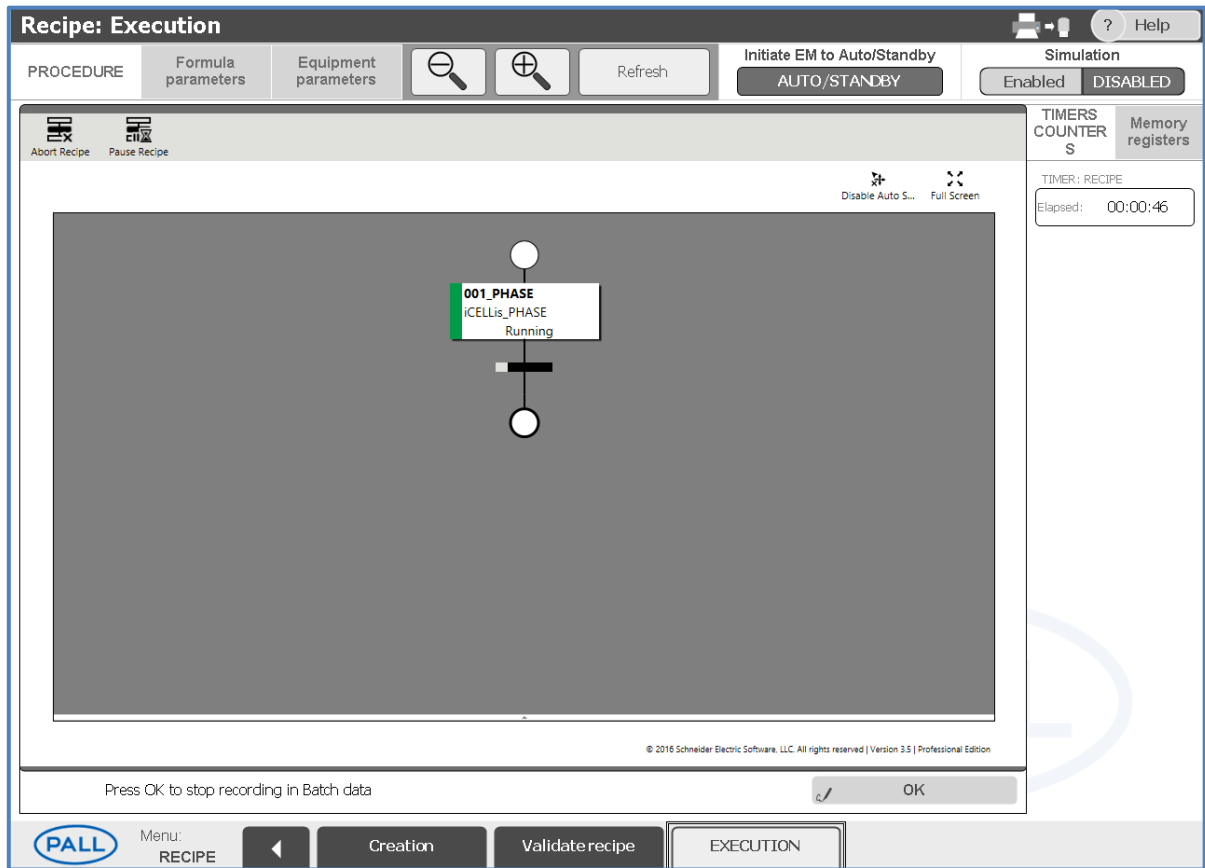 Recipe: Execution
? Help
PROCEDURE
Formula
parameters
Equipment
parameters
Refresh
Initiate EM to Auto/Standby
AUTO/STANDBY
Simulation
Enabled DISABLED
Abort Recipe Pause Recipe
TIMERS
COUNTER
S
Memory
registers
Disable Auto S... Full Screen
TIMER: RECIPE
Elapsed: 00:00:46
001_PHASE
iCELLis_PHASE
Running
© 2016 Schneider Electric Software, LLC. All rights reserved | Version 3.5 | Professional Edition
Press OK to stop recording in Batch data
OK
PALL
Menu:
RECIPE
Creation
Validate recipe
EXECUTION